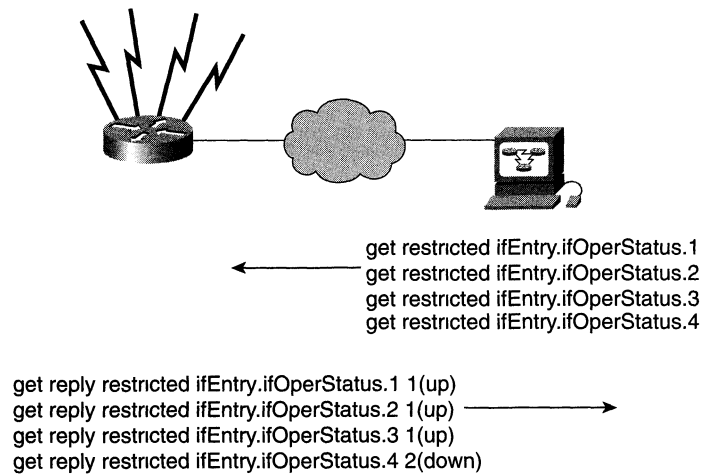 get restricted ifEntry.ifOperStatus.1
get restricted ifEntry.ifOperStatus.2
get restricted ifEntry.ifOperStatus.3
get restricted ifEntry.ifOperStatus.4
get reply restricted ifEntry.ifOperStatus.1 1(up)
get reply restricted ifEntry.ifOperStatus.2 1(up)
get reply restricted ifEntry.ifOperStatus.3 1(up)
get reply restricted ifEntry.ifOperStatus.4 2(down)